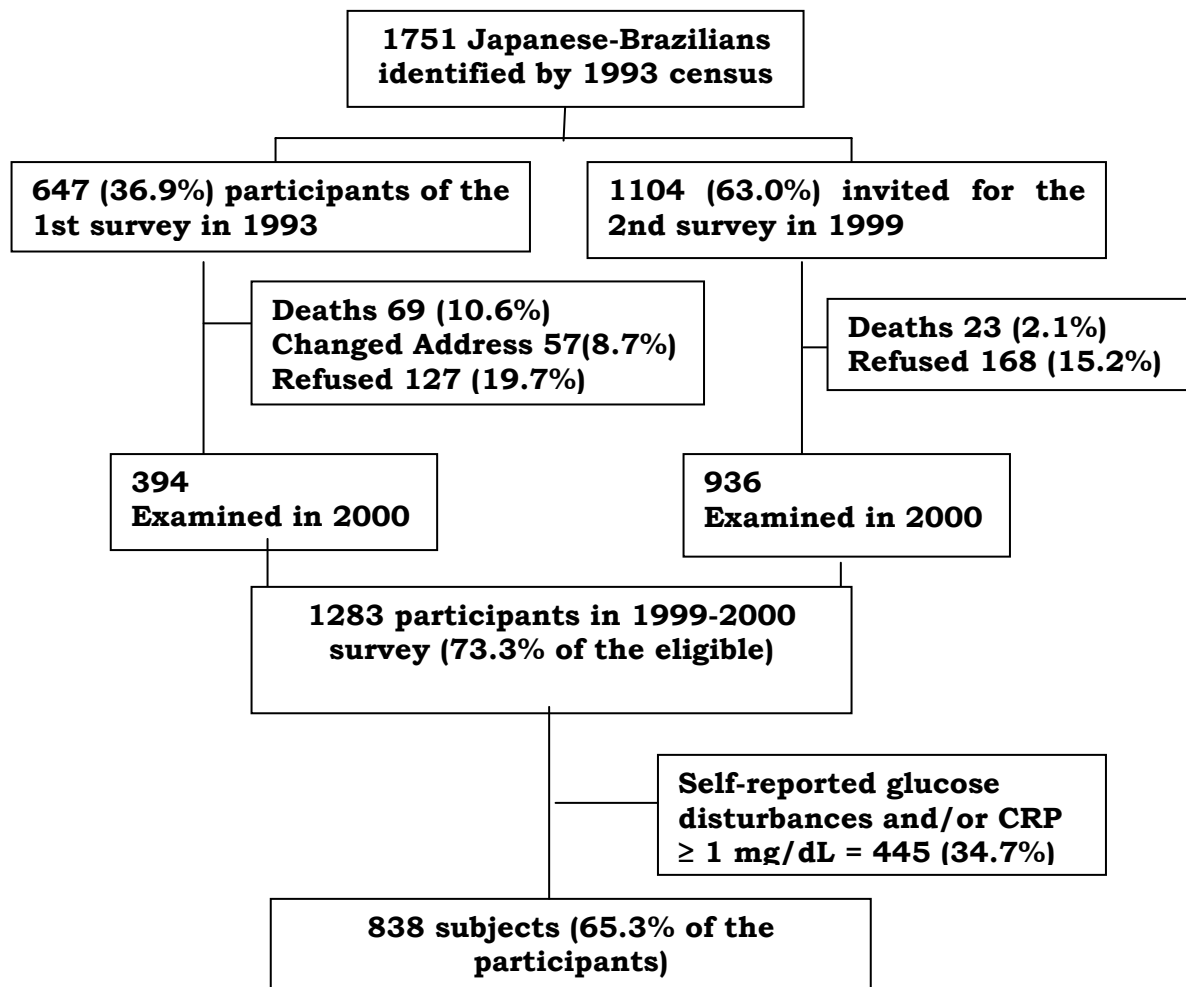 1751 Japanese-Brazilians
identified by 1993 census
647 (36.9%) participants of the
1st survey in 1993
1104 (63.0%) invited for the
2nd survey in 1999
Deaths 69 (10.6%)
Changed Address 57(8.7%)
Refused 127 (19.7%)
Deaths 23 (2.1%)
Refused 168 (15.2%)
394
Examined in 2000
936
Examined in 2000
1283 participants in 1999-2000
survey (73.3% of the eligible)
Self-reported glucose
disturbances and/or CRP
≥ 1 mg/dL = 445 (34.7%)
838 subjects (65.3% of the
participants)